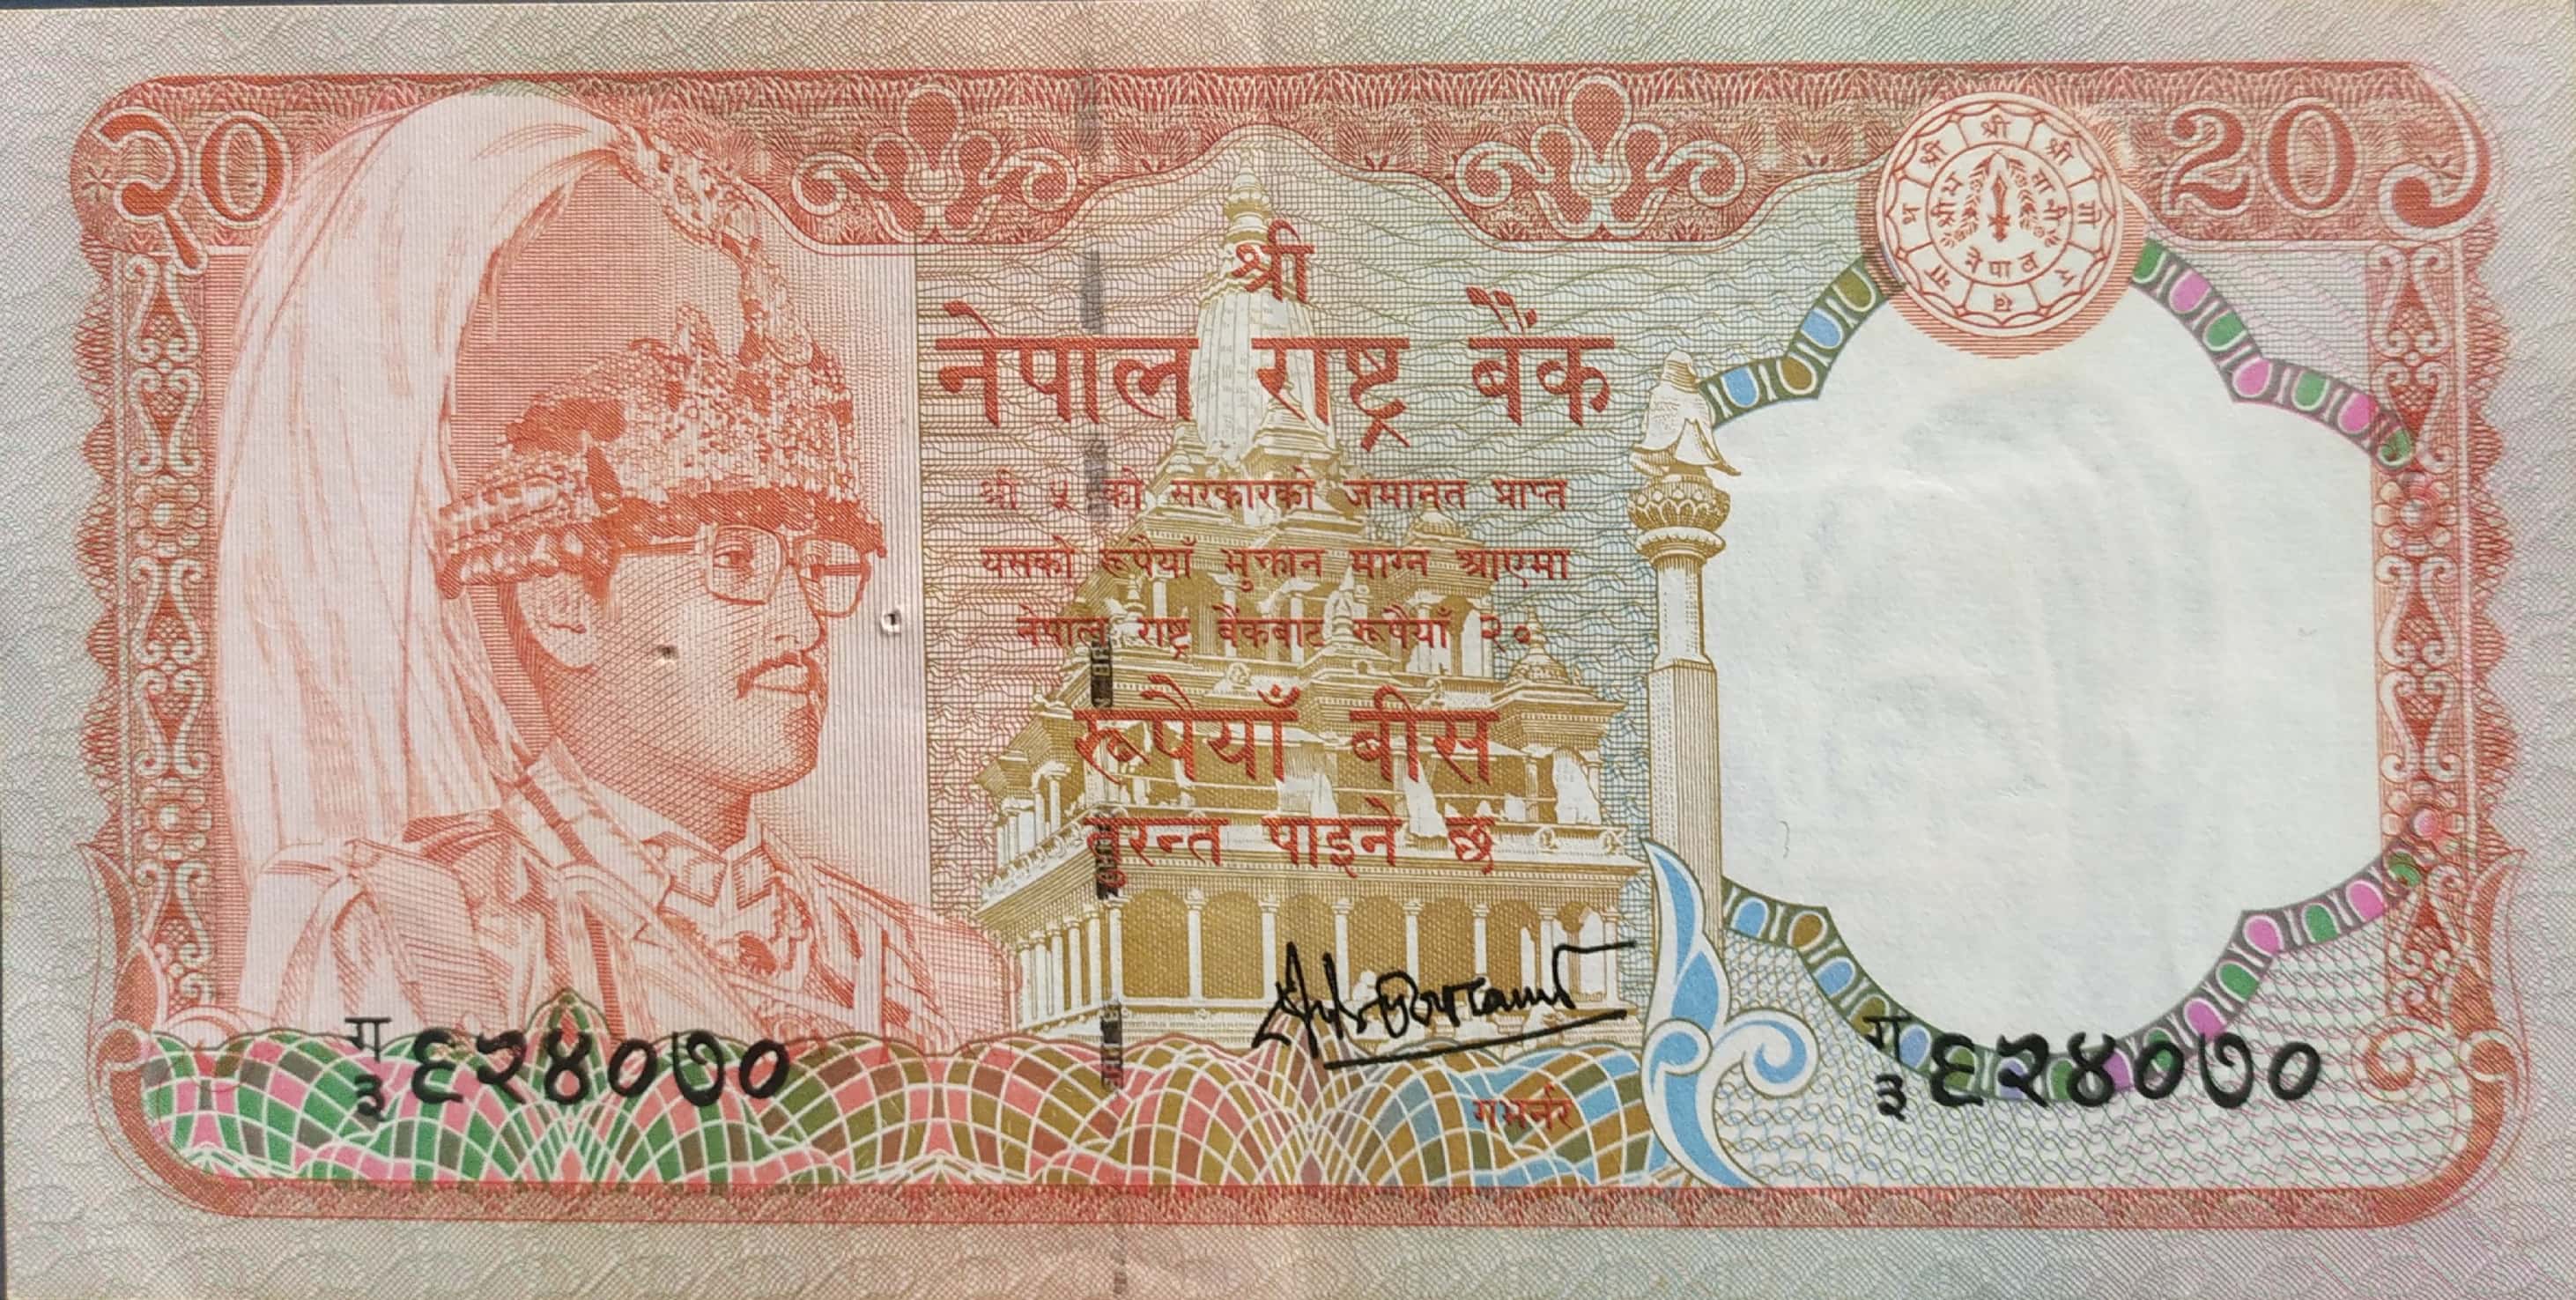 २०
20
श्री
नेपाल राष्ट्र बैंक
श्री ५ को सरकारको जमानत प्राप्त
यसको रूपैयाँ भुक्तान माग्न आएमा
नेपाल राष्ट्र बैंकबाट रूपैयाँ २०
रूपैयाँ बीस
तुरन्त पाइने छ
गभर्नर
ग/३ ६२४०७०
ग/३ ६२४०७०